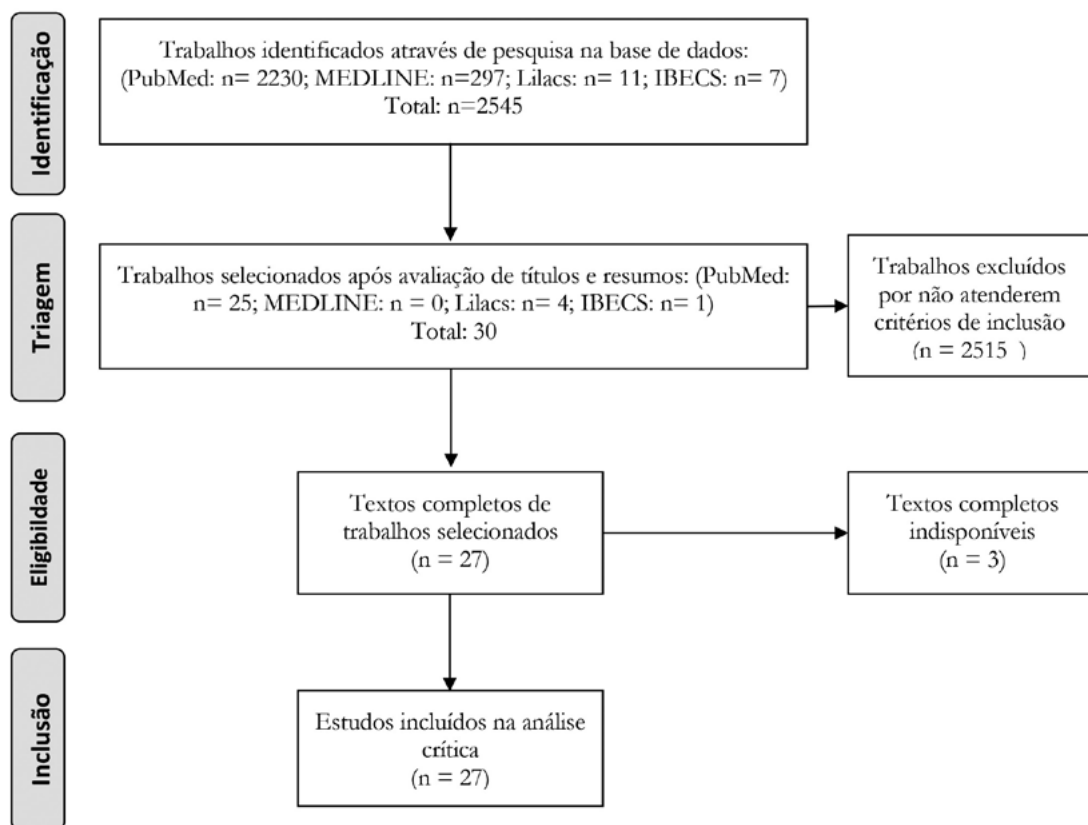 Identificação
Trabalhos identificados através de pesquisa na base de dados:
(PubMed: n= 2230; MEDLINE: n=297; Lilacs: n= 11; IBECS: n= 7)
Total: n=2545
Triagem
Trabalhos selecionados após avaliação de títulos e resumos: (PubMed:
n= 25; MEDLINE: n = 0; Lilacs: n= 4; IBECS: n= 1)
Total: 30
Trabalhos excluídos
por não atenderem
critérios de inclusão
(n = 2515 )
Eligibildade
Textos completos de
trabalhos selecionados
(n = 27)
Textos completos
indisponíveis
(n = 3)
Inclusão
Estudos incluídos na análise
crítica
(n = 27)